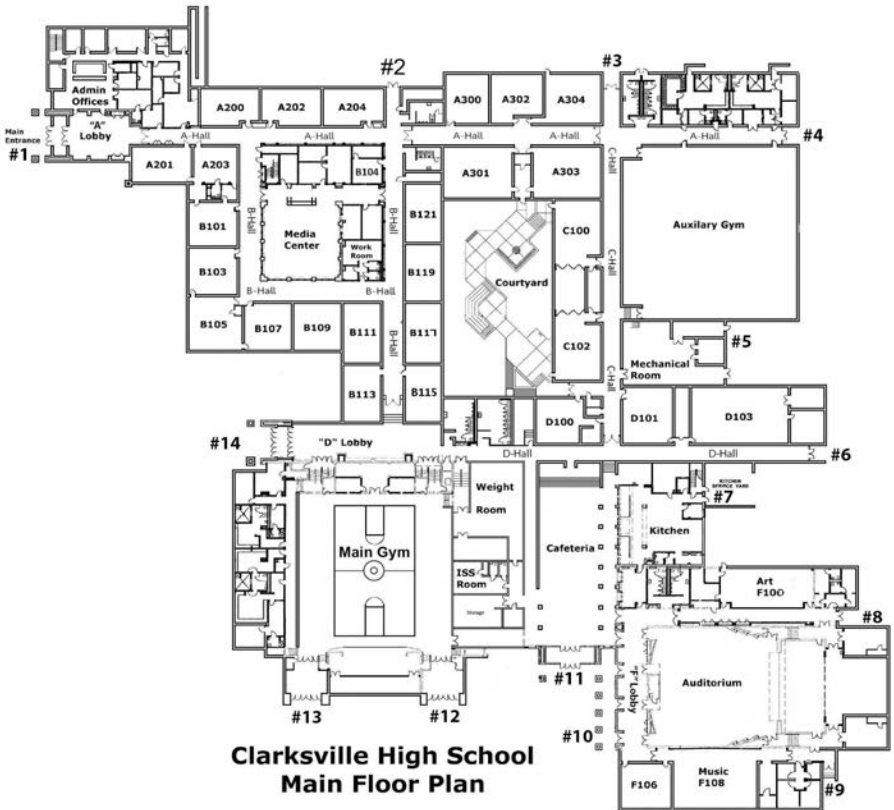 #2
#3
Admin
Offices
A200
A202
A204
A300
A302
A304
Main
Entrance
#1
"A"
Lobby
A-Hall
A-Hall
A-Hall
A-Hall
A-Hall
#4
A201
A203
B104
A301
A303
C-Hall
B101
B-Hall
Media
Center
Work
Room
B-Hall
B121
C100
Auxilary Gym
B103
B119
Courtyard
C-Hall
B-Hall
B-Hall
B105
B107
B109
B111
B-Hall
B117
C102
#5
Mechanical
Room
C-Hall
B113
B115
D100
D101
D103
#14
"D" Lobby
D-Hall
D-Hall
#6
KITCHEN
SERVICE YARD
#7
Weight
Room
Kitchen
Main Gym
Cafeteria
ISS
Room
Storage
Art
F100
#8
"F"Lobby
Auditorium
#11
#13
#12
#10
Clarksville High School
Main Floor Plan
F106
Music
F108
#9